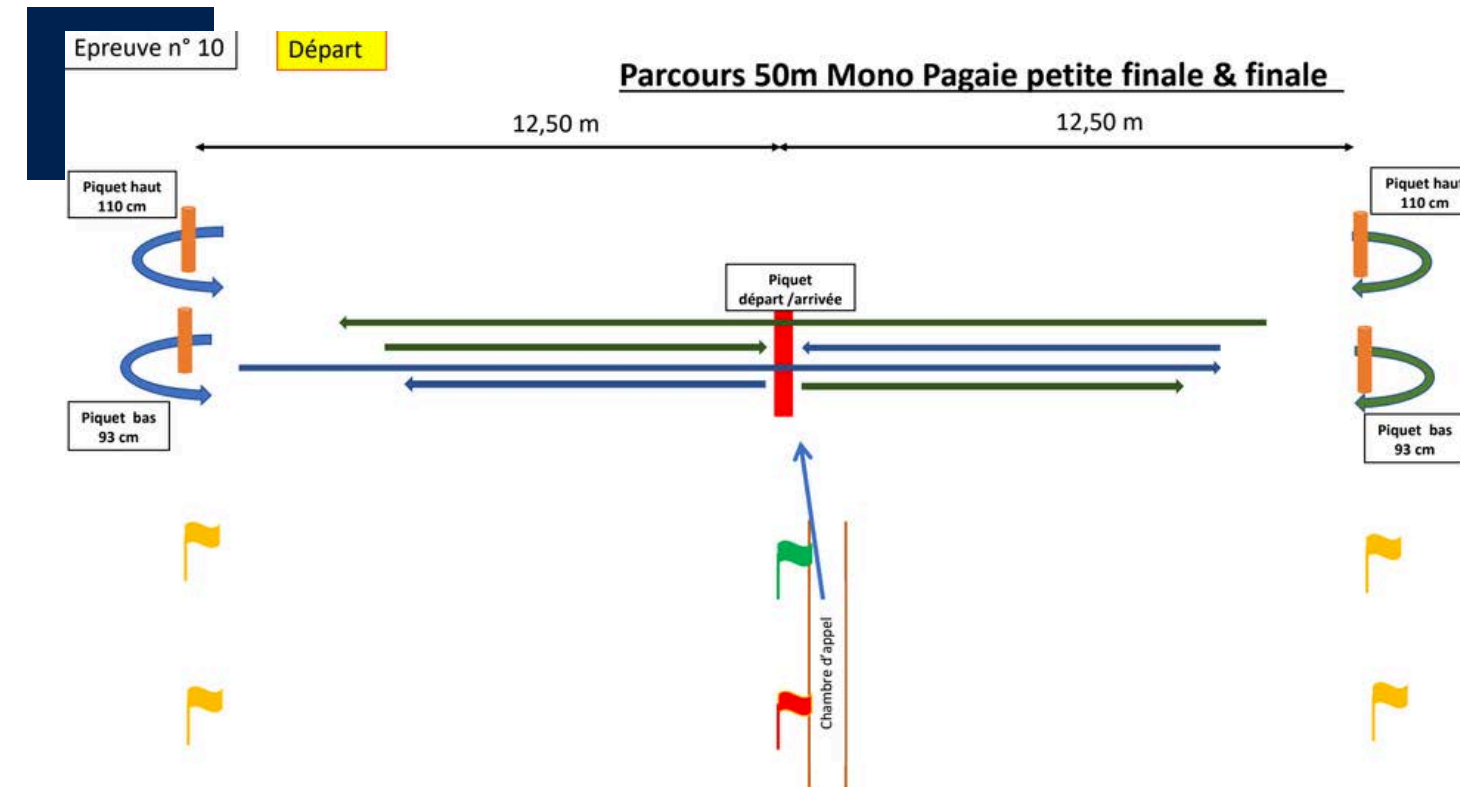 Epreuve n° 10
Départ
Parcours 50m Mono Pagaie petite finale & finale
12,50 m
12,50 m
Piquet haut
110 cm
Piquet haut
110 cm
Piquet
départ /arrivée
Piquet bas
93 cm
Piquet bas
93 cm
Chambre d'appel